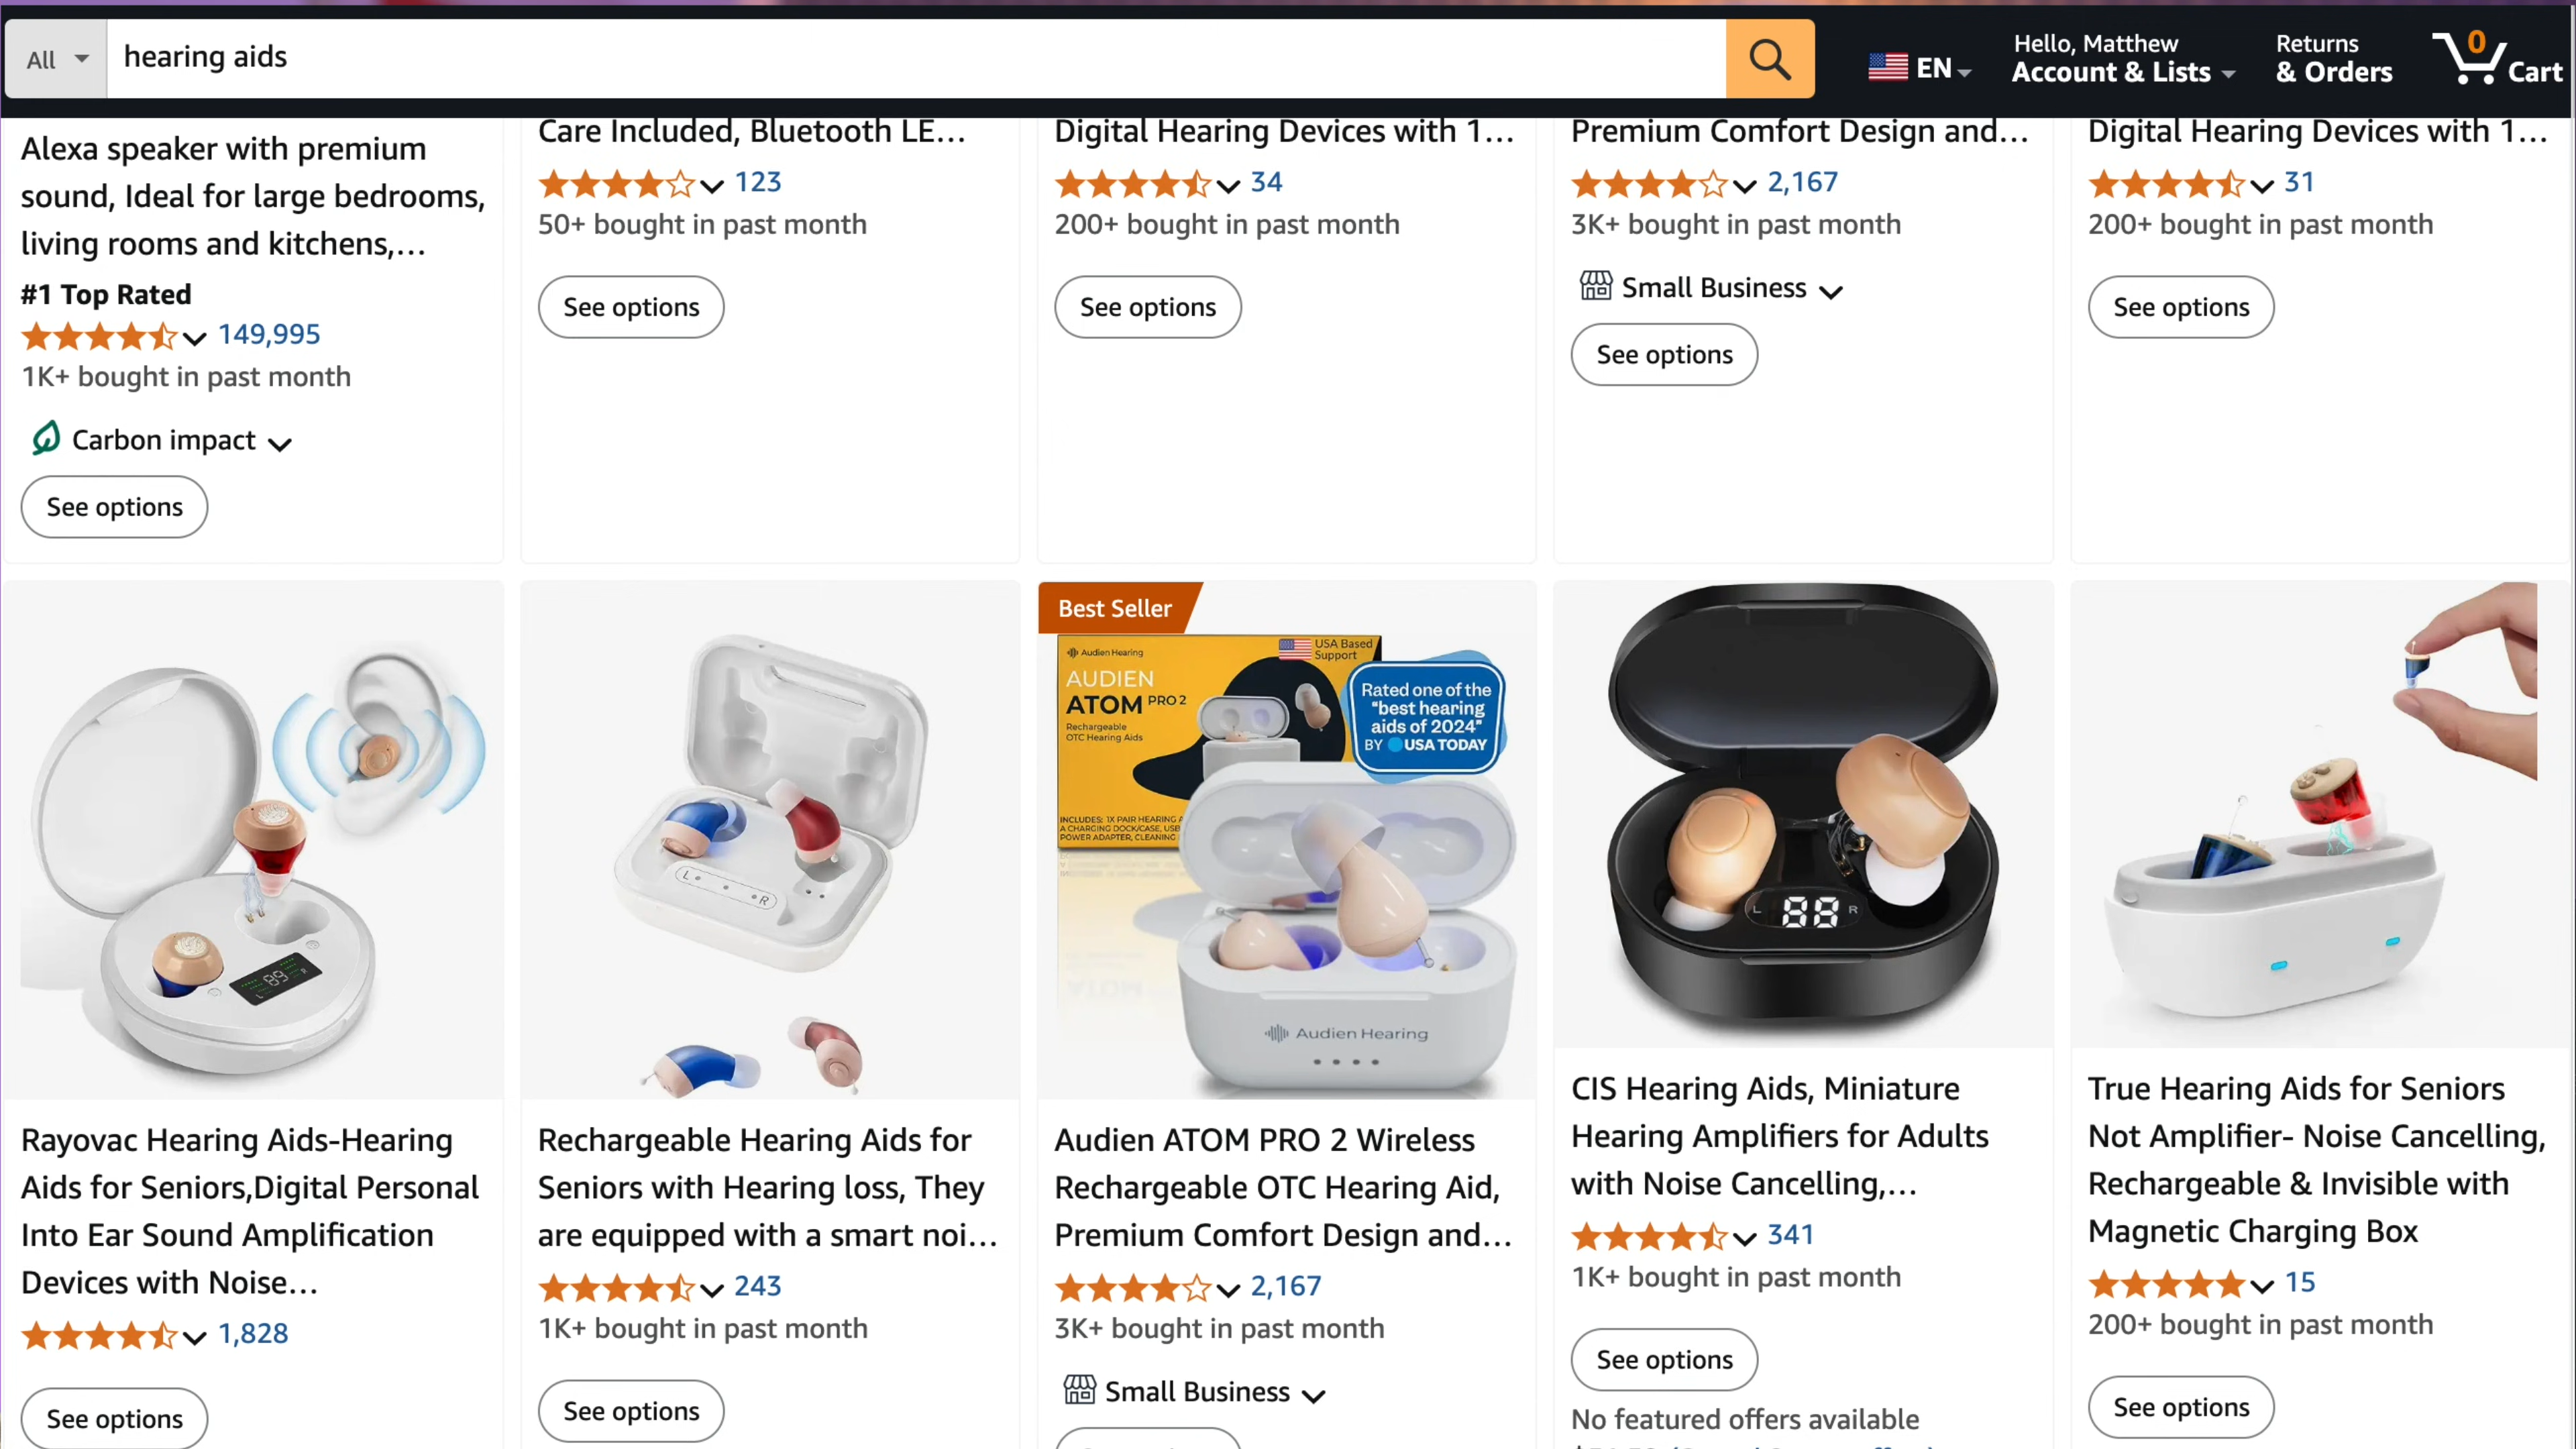 All
hearing aids
EN
Hello, Matthew
Account & Lists
Returns
& Orders
0
Cart
Alexa speaker with premium
sound, Ideal for large bedrooms,
living rooms and kitchens,...
#1 Top Rated
149,995
1K+ bought in past month
Carbon impact
See options
Care Included, Bluetooth LE...
123
50+ bought in past month
See options
Digital Hearing Devices with 1...
34
200+ bought in past month
See options
Premium Comfort Design and...
2,167
3K+ bought in past month
Small Business
See options
Digital Hearing Devices with 1...
31
200+ bought in past month
See options
89
L
R
Rayovac Hearing Aids-Hearing
Aids for Seniors,Digital Personal
Into Ear Sound Amplification
Devices with Noise...
1,828
See options
L
R
Rechargeable Hearing Aids for
Seniors with Hearing loss, They
are equipped with a smart noi...
243
1K+ bought in past month
See options
Best Seller
Audien Hearing
USA Based
Support
AUDIEN
ATOM PRO 2
Rechargeable
OTC Hearing Aids
Rated one of the
"best hearing
aids of 2024"
BY USA TODAY
INCLUDES: 1X PAIR HEARING A
A CHARGING DOCK/CASE, USB
POWER ADAPTER, CLEANING
Audien Hearing
Audien ATOM PRO 2 Wireless
Rechargeable OTC Hearing Aid,
Premium Comfort Design and...
2,167
3K+ bought in past month
Small Business
L 88 R
CIS Hearing Aids, Miniature
Hearing Amplifiers for Adults
with Noise Cancelling,...
341
1K+ bought in past month
See options
No featured offers available
True Hearing Aids for Seniors
Not Amplifier- Noise Cancelling,
Rechargeable & Invisible with
Magnetic Charging Box
15
200+ bought in past month
See options